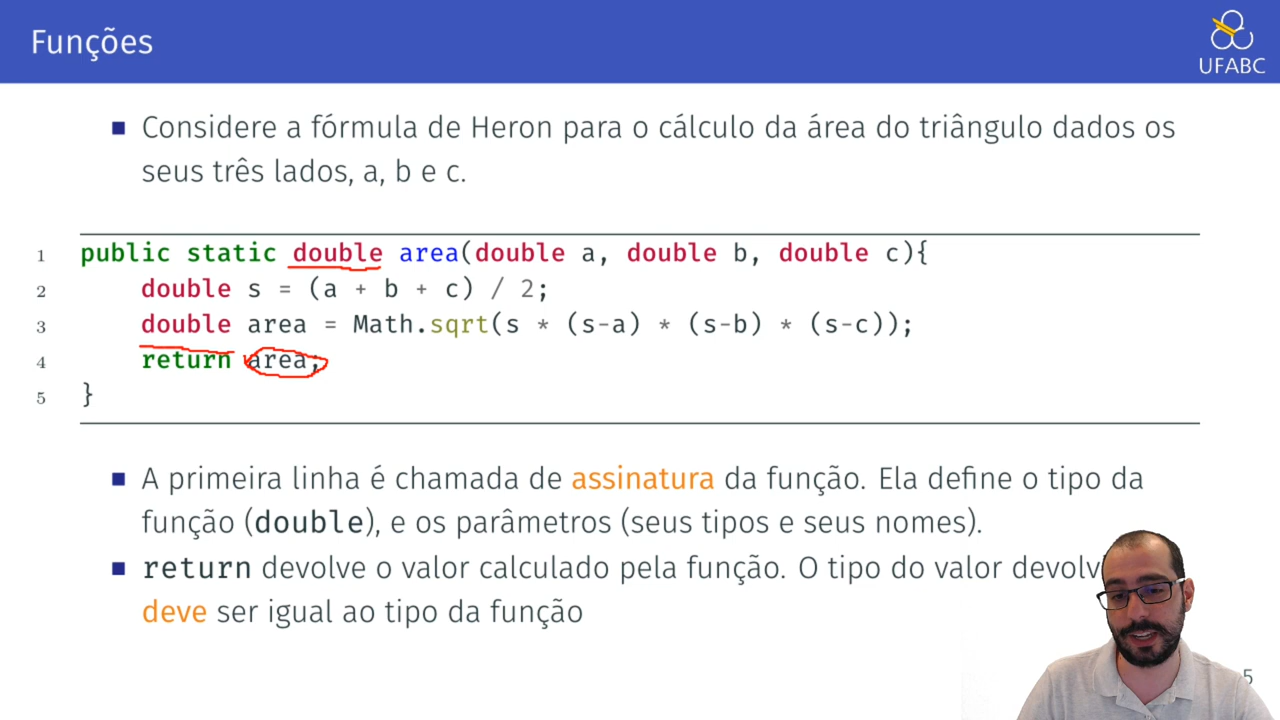 Funções
UFABC
■ Considere a fórmula de Heron para o cálculo da área do triângulo dados os
seus três lados, a, b e c.
1 public static double area(double a, double b, double c){
2 double s = (a + b + c) / 2;
3 double area = Math.sqrt(s * (s-a) * (s-b) * (s-c));
4 return area;
5 }
■ A primeira linha é chamada de assinatura da função. Ela define o tipo da
função (double), e os parâmetros (seus tipos e seus nomes).
■ return devolve o valor calculado pela função. O tipo do valor devolv
deve ser igual ao tipo da função
5